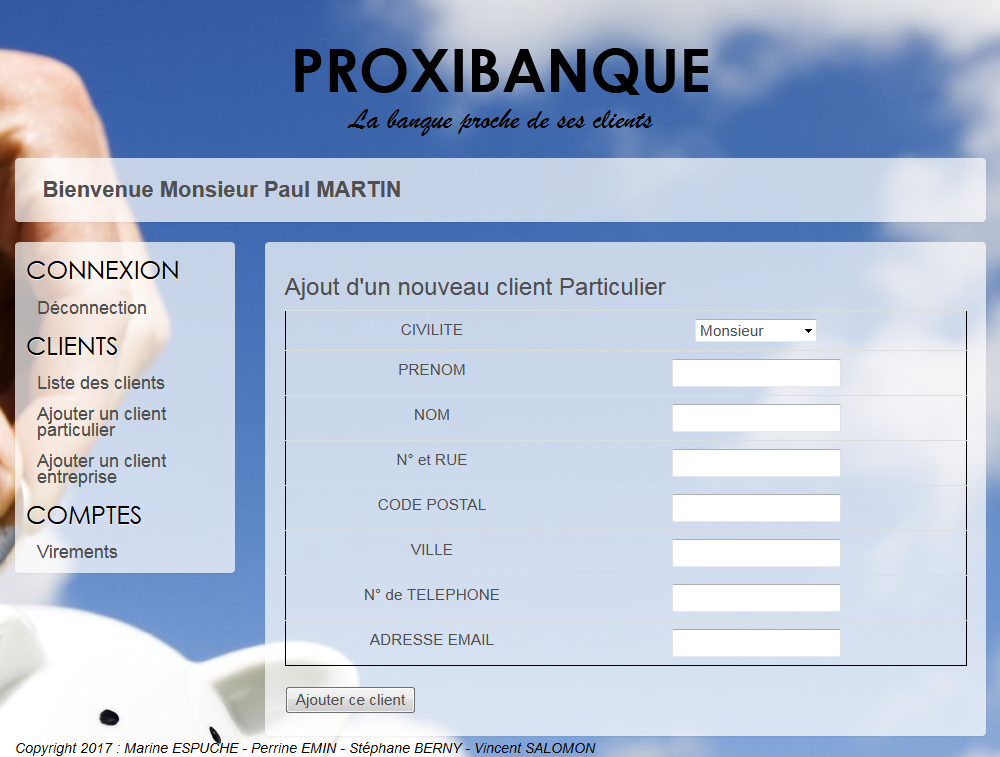 PROXIBANQUE
La banque proche de ses clients
Bienvenue Monsieur Paul MARTIN
CONNEXION
Déconnection
CLIENTS
Liste des clients
Ajouter un client
particulier
Ajouter un client
entreprise
COMPTES
Virements
Ajout d'un nouveau client Particulier
CIVILITE Monsieur
PRENOM
NOM
N° et RUE
CODE POSTAL
VILLE
N° de TELEPHONE
ADRESSE EMAIL
Ajouter ce client
Copyright 2017 : Marine ESPUCHE - Perrine EMIN - Stéphane BERNY - Vincent SALOMON